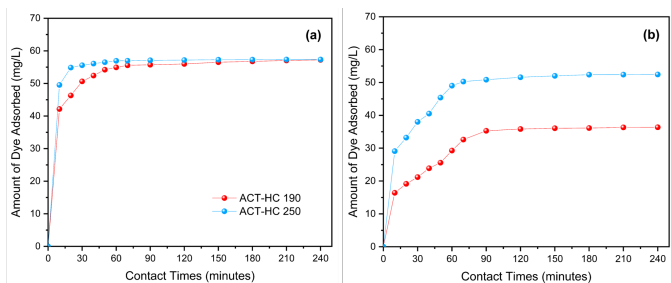 (a)
Amount of Dye Adsorbed (mg/L)
70
60
50
40
30
20
10
0
ACT-HC 190
ACT-HC 250
0 30 60 90 120 150 180 210 240
Contact Times (minutes)
(b)
Amount of Dye Adsorbed (mg/L)
70
60
50
40
30
20
10
0
0 30 60 90 120 150 180 210 240
Contact Times (minutes)